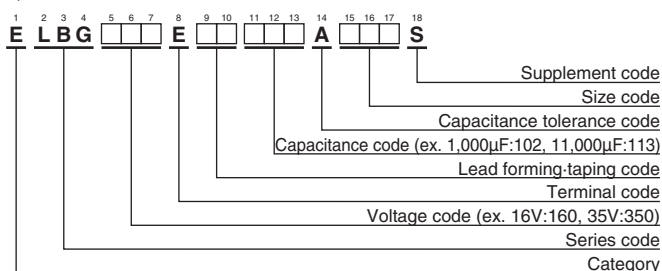 1 2 3 4 5 6 7 8 9 10 11 12 13 14 15 16 17 18
E L B G □ □ □ E □ □ □ □ □ A □ □ □ S
Supplement code
Size code
Capacitance tolerance code
Capacitance code (ex. 1,000µF:102, 11,000µF:113)
Lead forming·taping code
Terminal code
Voltage code (ex. 16V:160, 35V:350)
Series code
Category